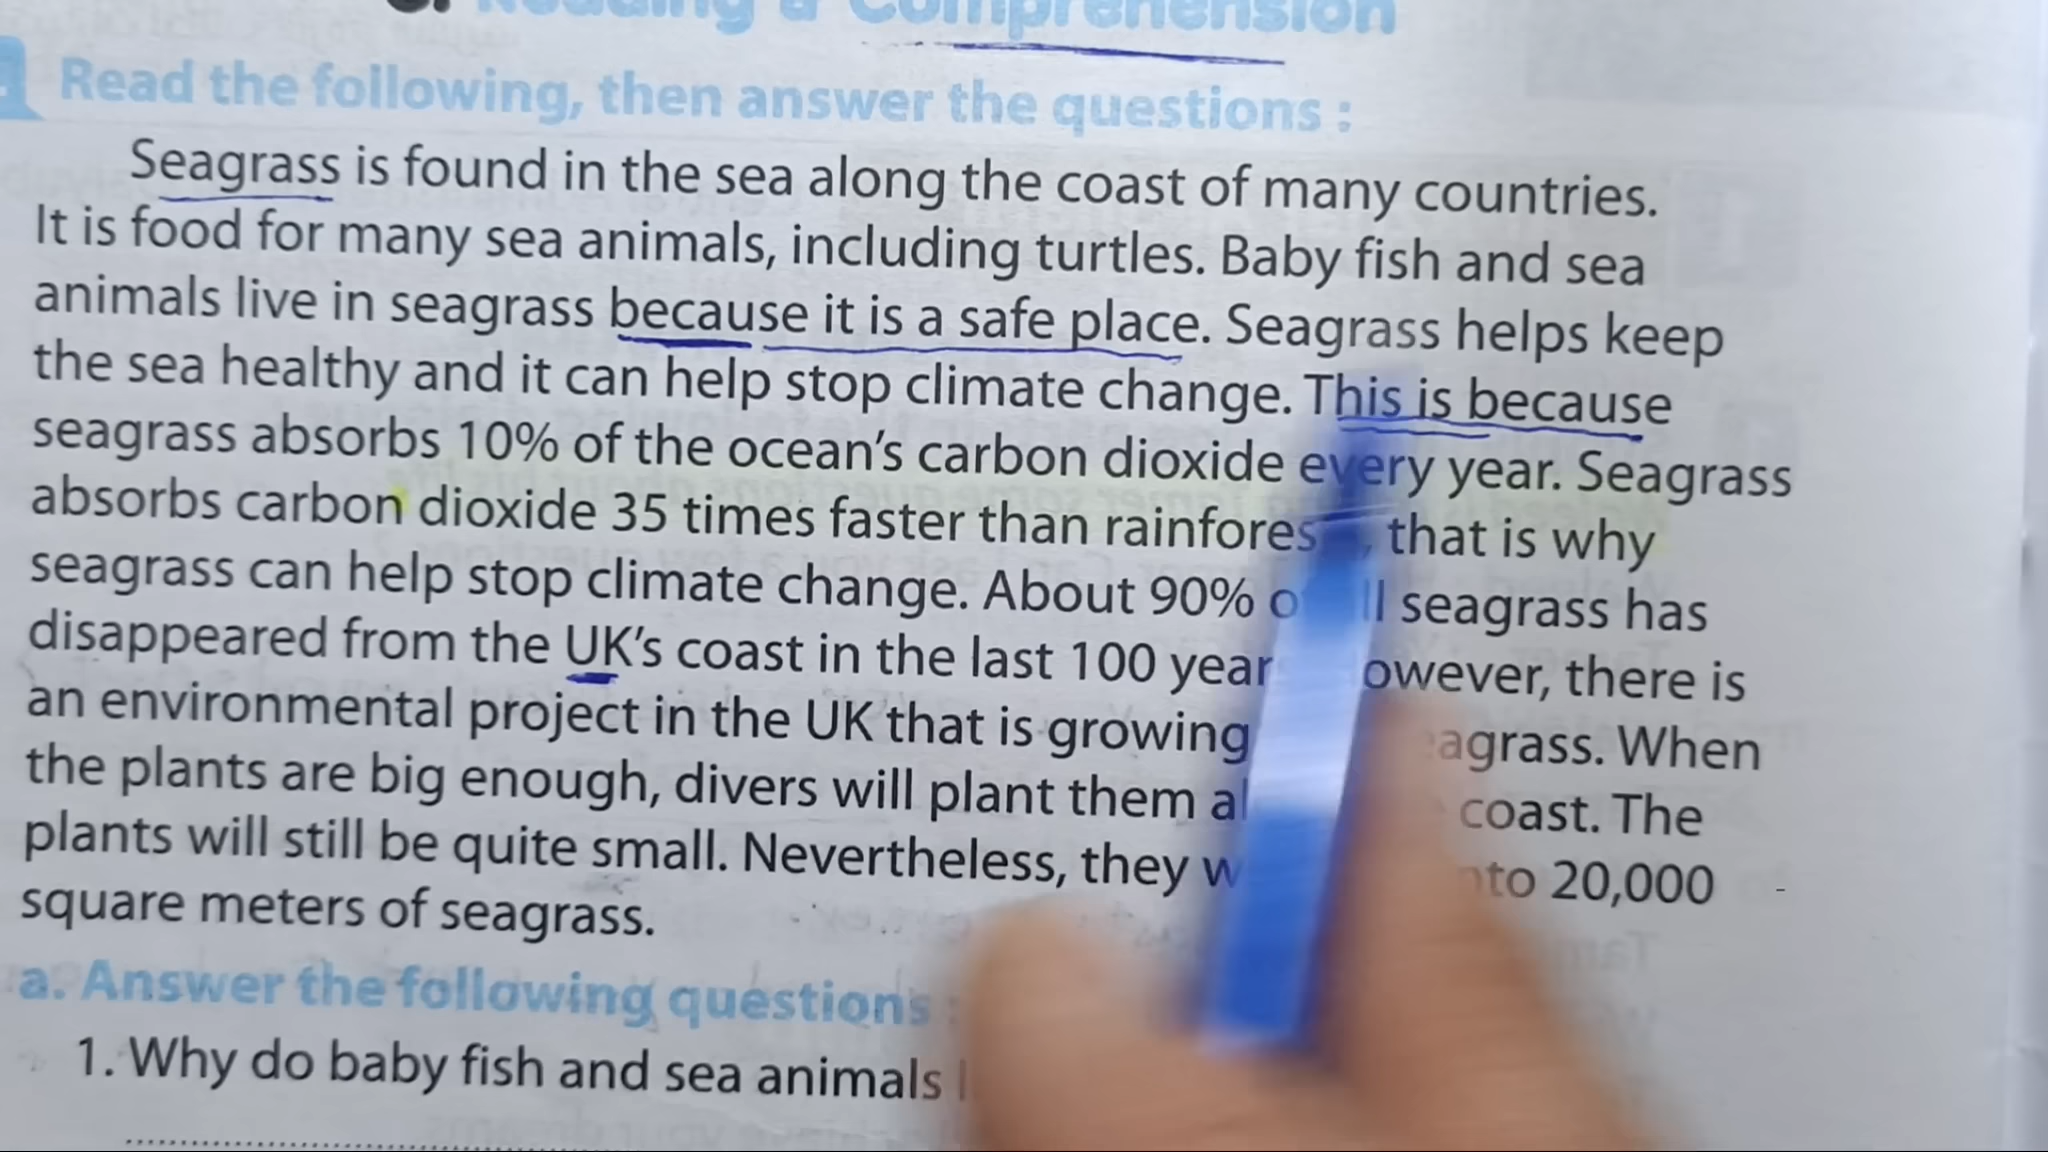 Reading a Comprehension
Read the following, then answer the questions :
Seagrass is found in the sea along the coast of many countries.
It is food for many sea animals, including turtles. Baby fish and sea
animals live in seagrass because it is a safe place. Seagrass helps keep
the sea healthy and it can help stop climate change. This is because
seagrass absorbs 10% of the ocean's carbon dioxide every year. Seagrass
absorbs carbon dioxide 35 times faster than that is why
seagrass can help stop climate change. About 90% seagrass has
disappeared from the UK's coast in the last 100 there is
an environmental project in the UK that is growing When
the plants are big enough, divers will plant them coast. The
plants will still be quite small. Nevertheless, they 20,000
square meters of seagrass.
a. Answer the following questions
1. Why do baby fish and sea animals